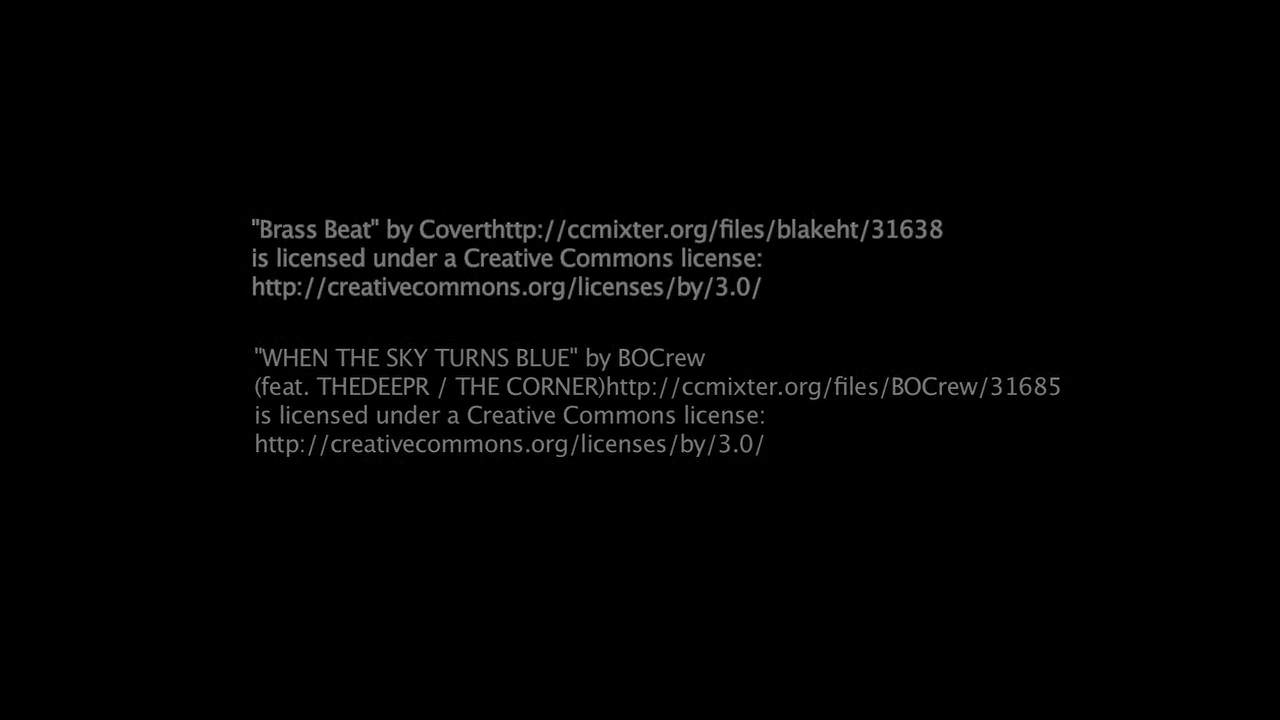 "Brass Beat" by Coverthttp://ccmixter.org/files/blakeht/31638
is licensed under a Creative Commons license:
http://creativecommons.org/licenses/by/3.0/
"WHEN THE SKY TURNS BLUE" by BOCrew
(feat. THEDEEPR / THE CORNER)http://ccmixter.org/files/BOCrew/31685
is licensed under a Creative Commons license:
http://creativecommons.org/licenses/by/3.0/